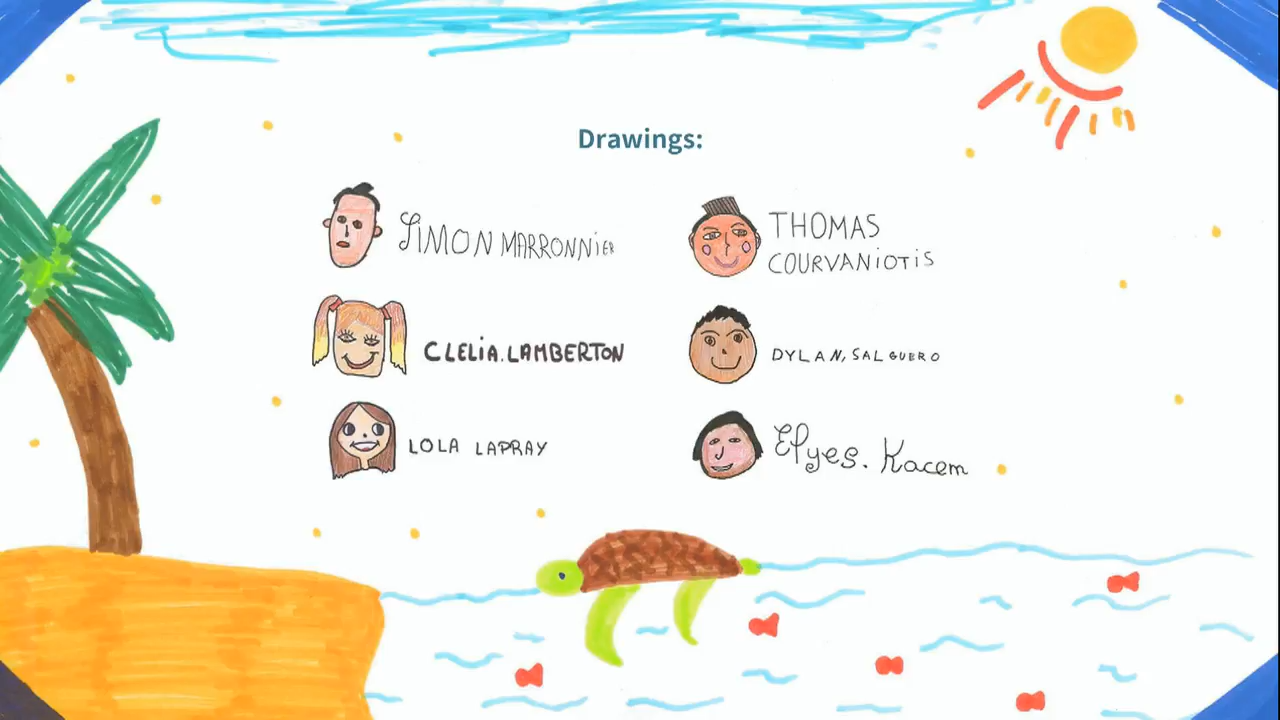 Drawings:
SIMON MARRONNIER
THOMAS
COURVANIOTIS
CLELIA.LAMBERTON
DYLAN, SALGUERO
LOLA LAPRAY
Elyes. Kacem